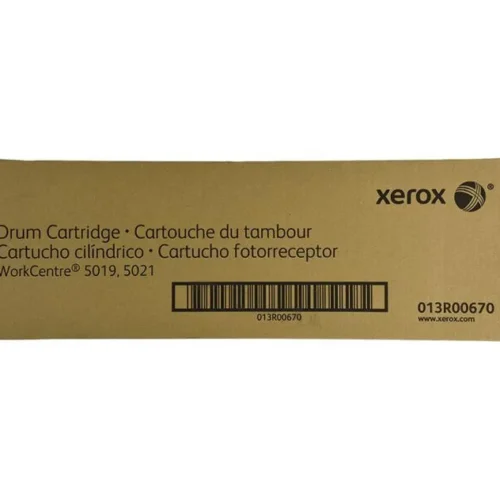 xerox
Drum Cartridge • Cartouche du tambour
Cartucho cilíndrico • Cartucho fotorreceptor
WorkCentre® 5019, 5021
013R00670
013R00670
www.xerox.com